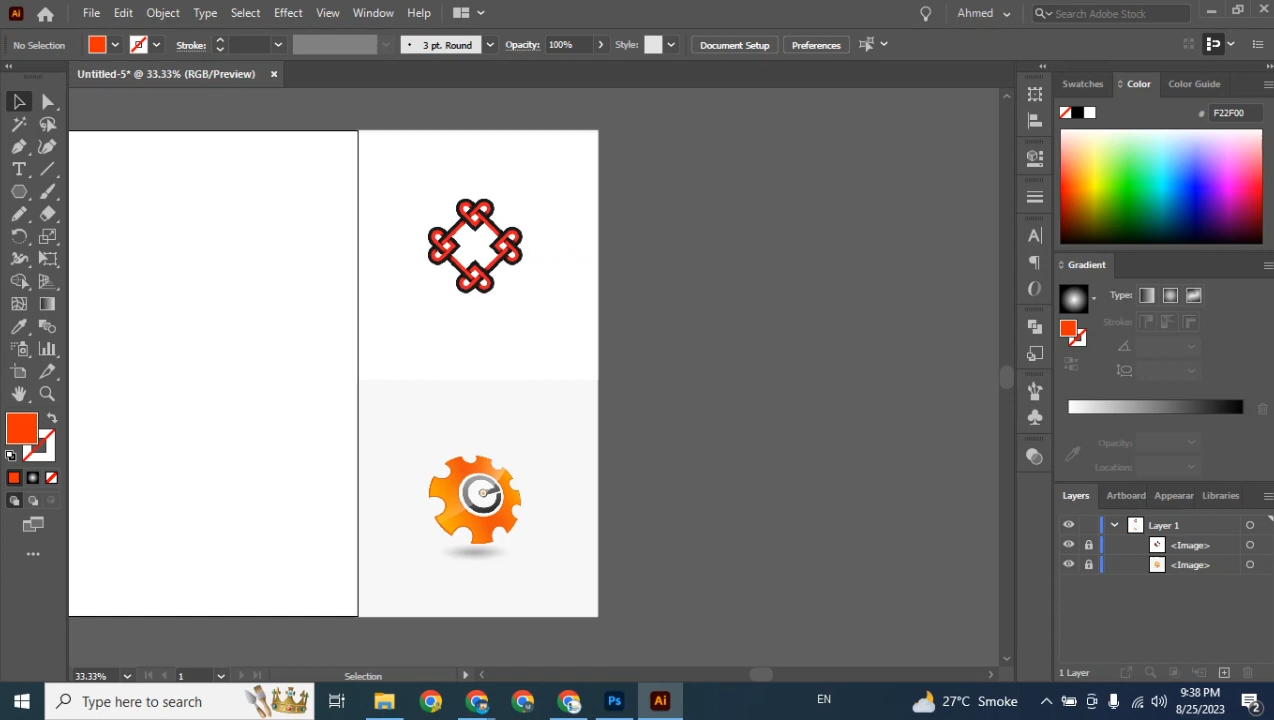 File Edit Object Type Select Effect View Window Help Ahmed Search Adobe Stock
No Selection Stroke: 3 pt. Round Opacity: 100% Style: Document Setup Preferences
Untitled-5* @ 33.33% (RGB/Preview)
Swatches Color Color Guide
# F22F00
Gradient
Type:
Stroke:
Opacity:
Location:
Layers Artboard Appearar Libraries
Layer 1
<Image>
<Image>
33.33% 1 Selection 1 Layer
Type here to search EN 27°C Smoke 9:38 PM
8/25/2023 2